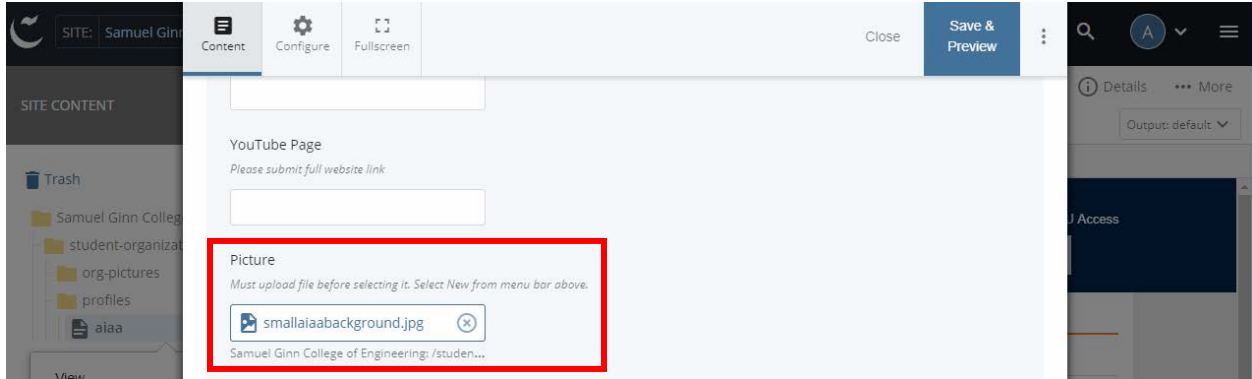 SITE: Samuel Ginn
Content
Configure
Fullscreen
Close
Save &
Preview
A
SITE CONTENT
Details
More
Output: default
YouTube Page
Please submit full website link
Trash
Samuel Ginn Colleg
student-organizat
org-pictures
profiles
aiaa
View
J Access
Picture
Must upload file before selecting it. Select New from menu bar above.
smallaiaabackground.jpg
Samuel Ginn College of Engineering: /studen...